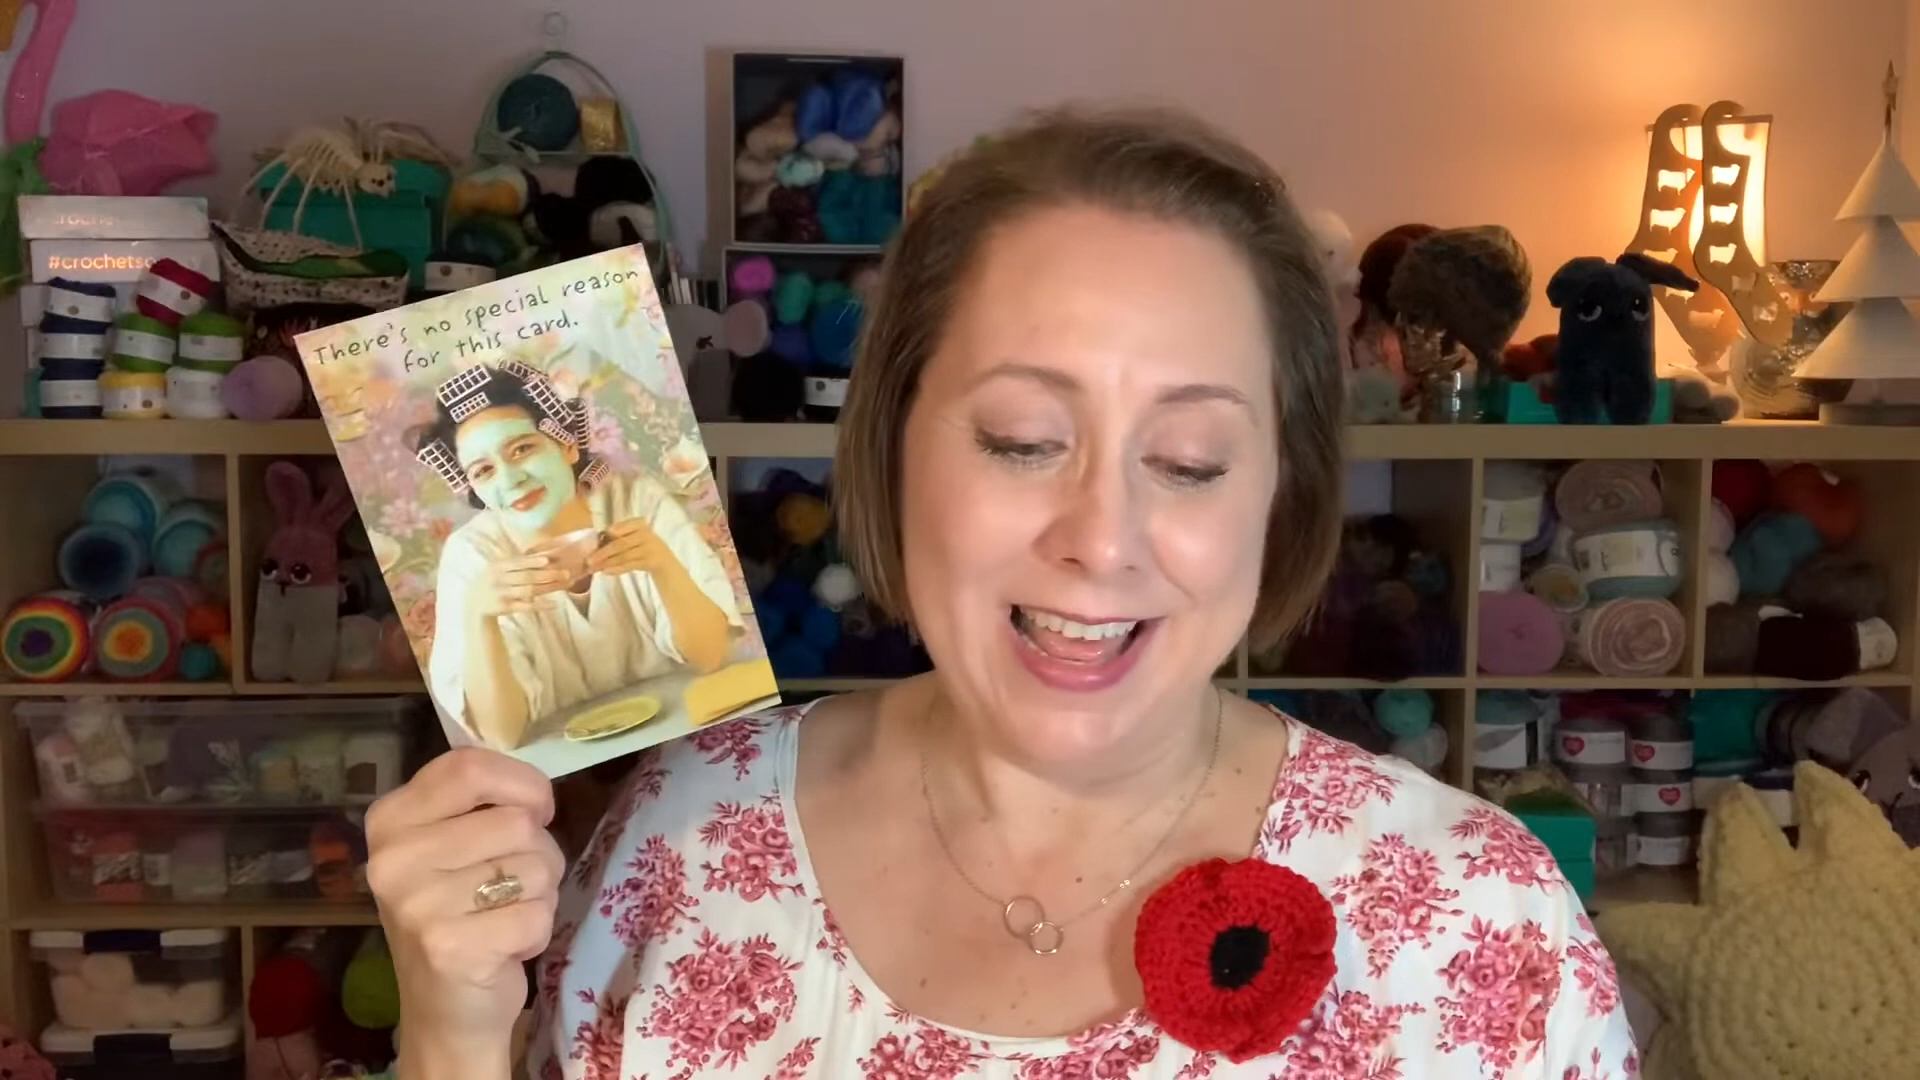 There's no special reason
for this card.
#crochets